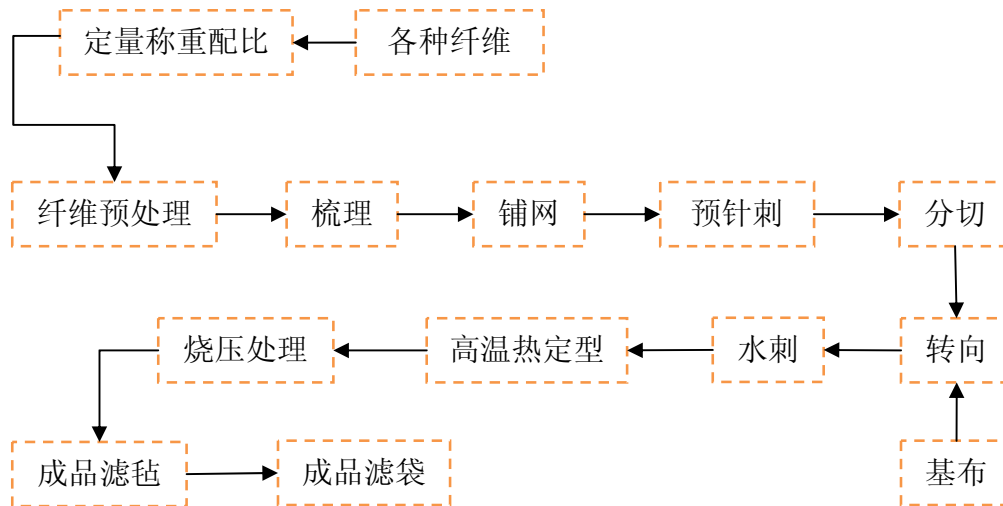 定量称重配比
各种纤维
纤维预处理
梳理
铺网
预针刺
分切
烧压处理
高温热定型
水刺
转向
成品滤毡
成品滤袋
基布